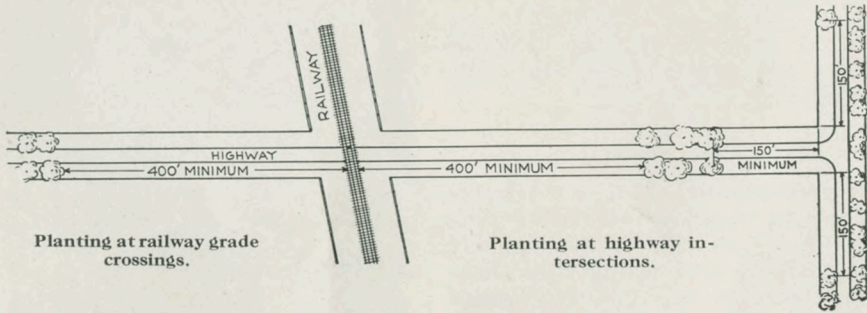 RAILWAY
150'
HIGHWAY
400' MINIMUM
400' MINIMUM
150'
MINIMUM
150'
Planting at railway grade
crossings.
Planting at highway in-
tersections.